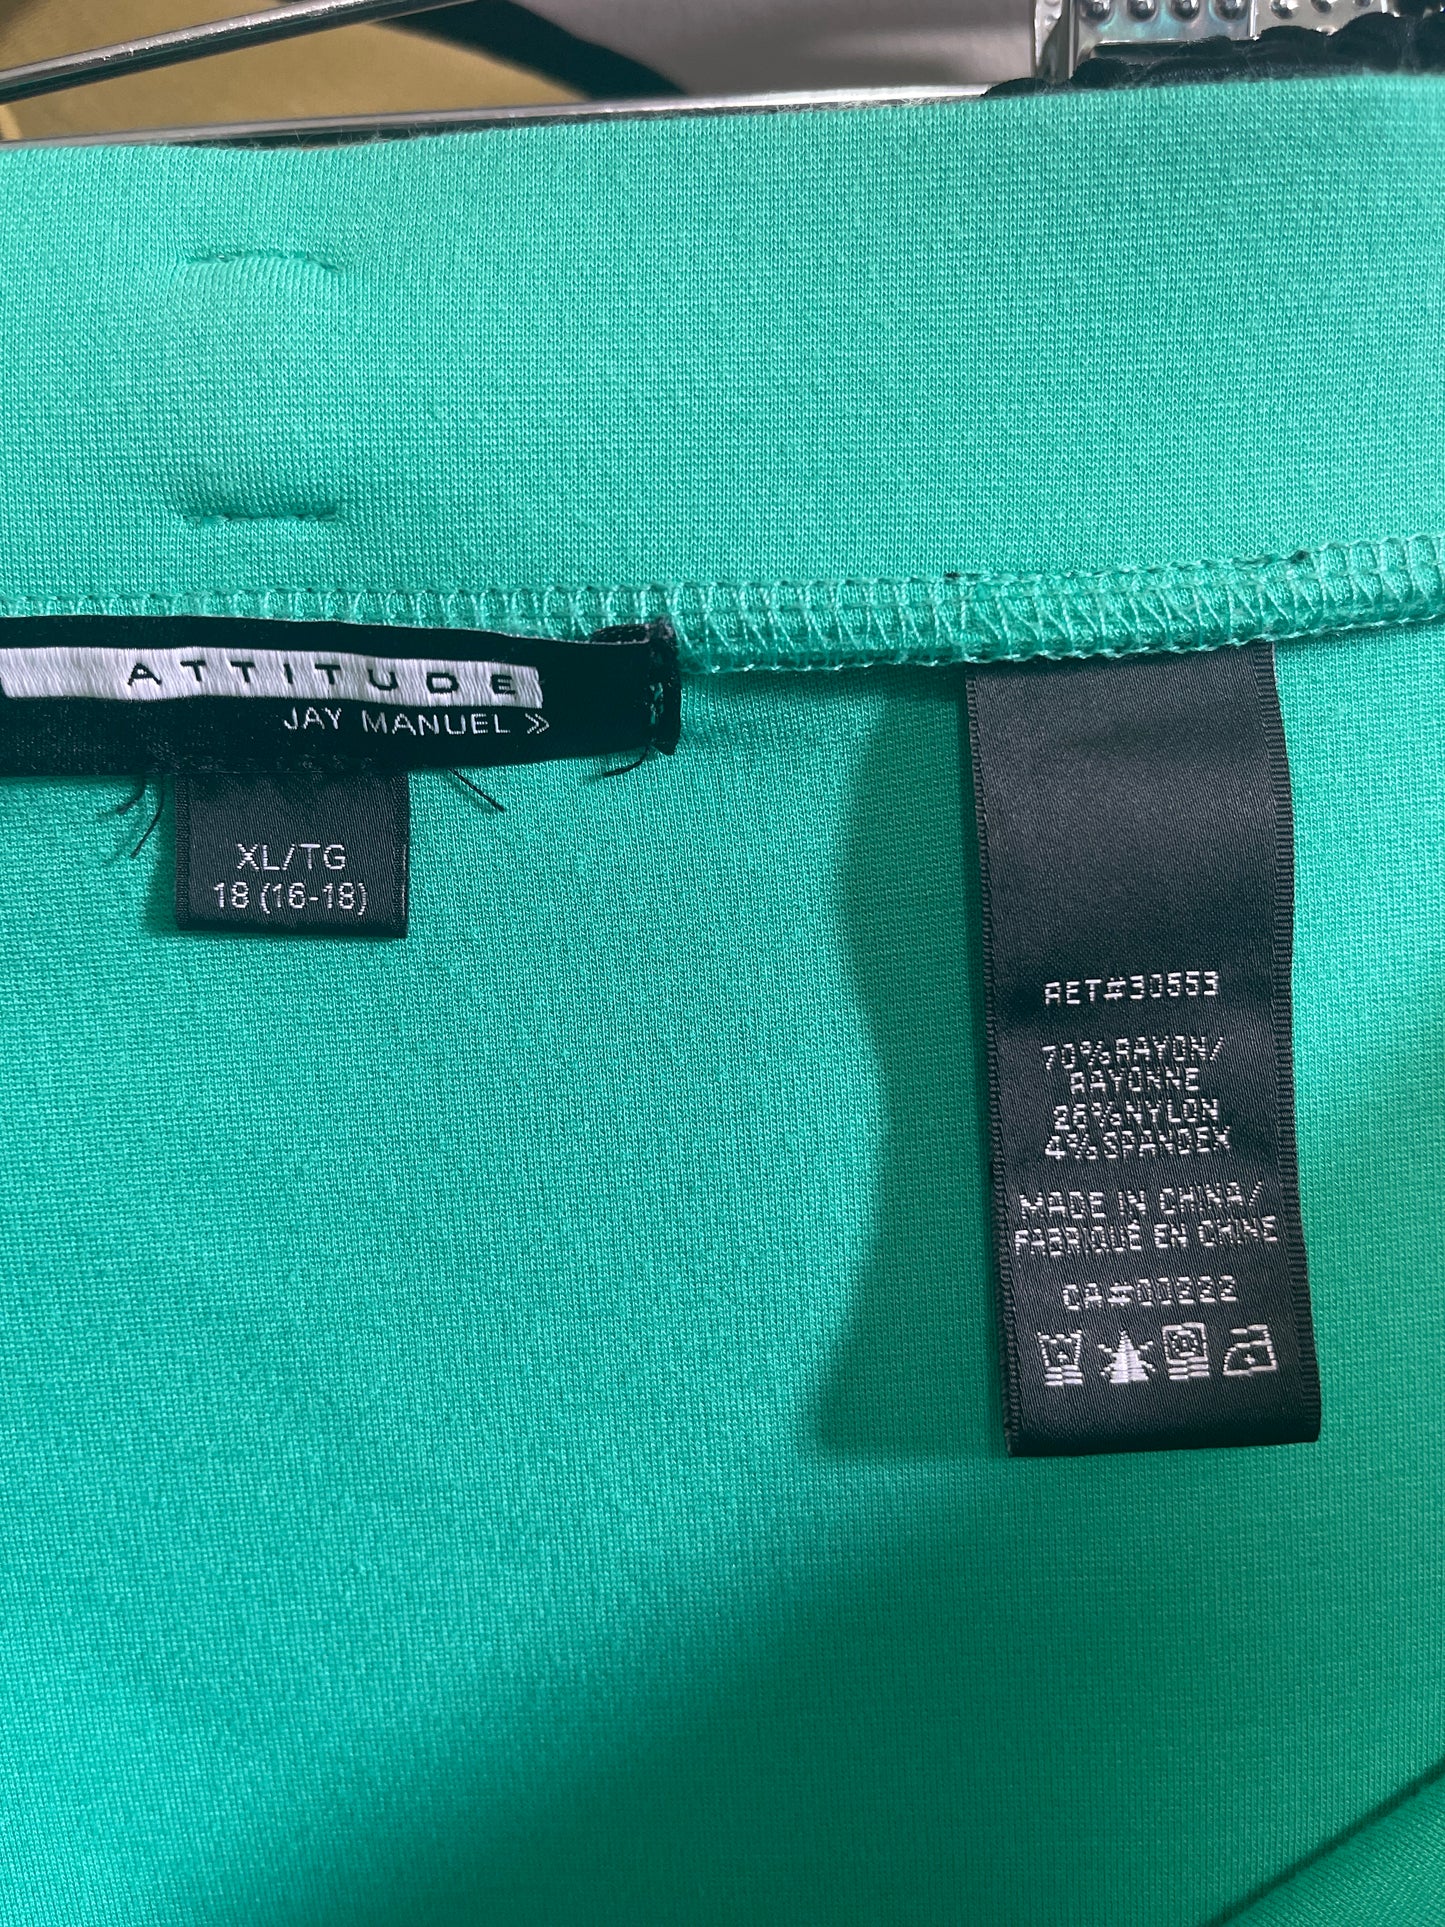 ATTITUDE
JAY MANUEL »
XL/TG
18 (16-18)
RET#30553
70%RAYON/
RAYONNE
26%NYLON
4%SPANDEX
MADE IN CHINA/
FABRIQUÉ EN CHINE
CA#00222